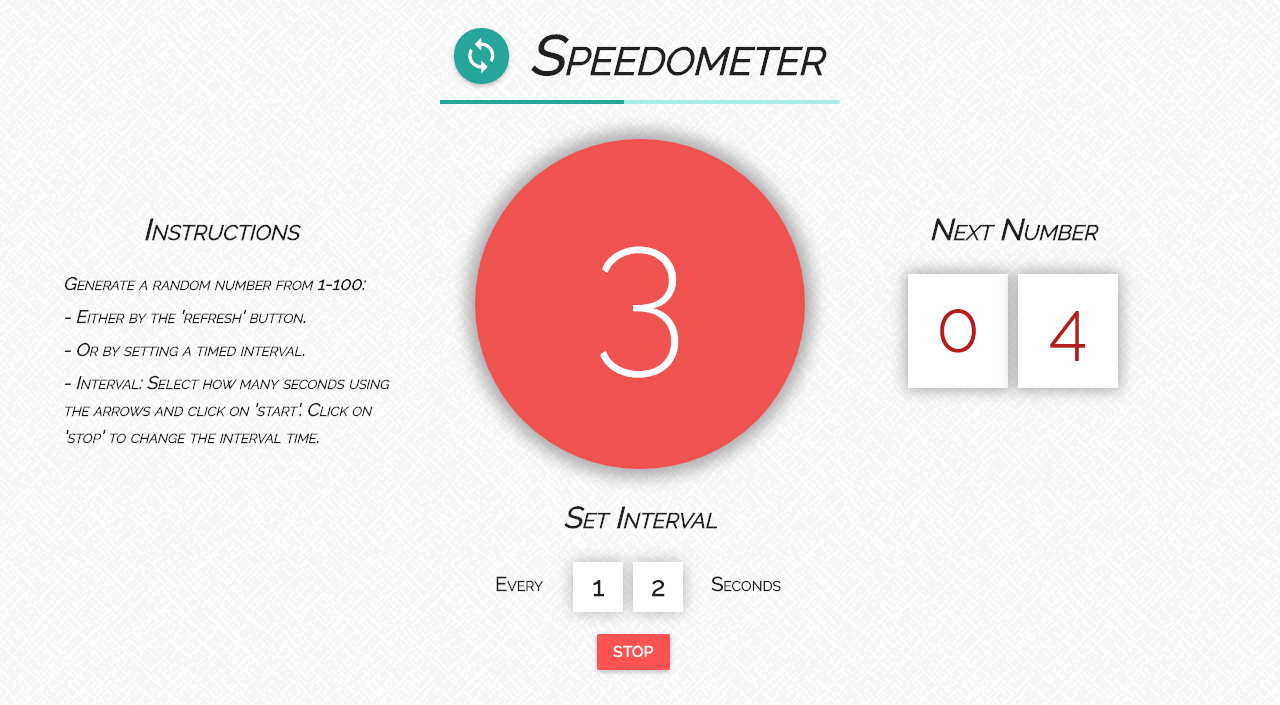 Speedometer
Instructions
Generate a random number from 1-100:
- Either by the 'refresh' button.
- Or by setting a timed interval.
- Interval: Select how many seconds using
the arrows and click on 'start'. Click on
'stop' to change the interval time.
3
Next Number
0 4
Set Interval
Every 1 2 Seconds
STOP